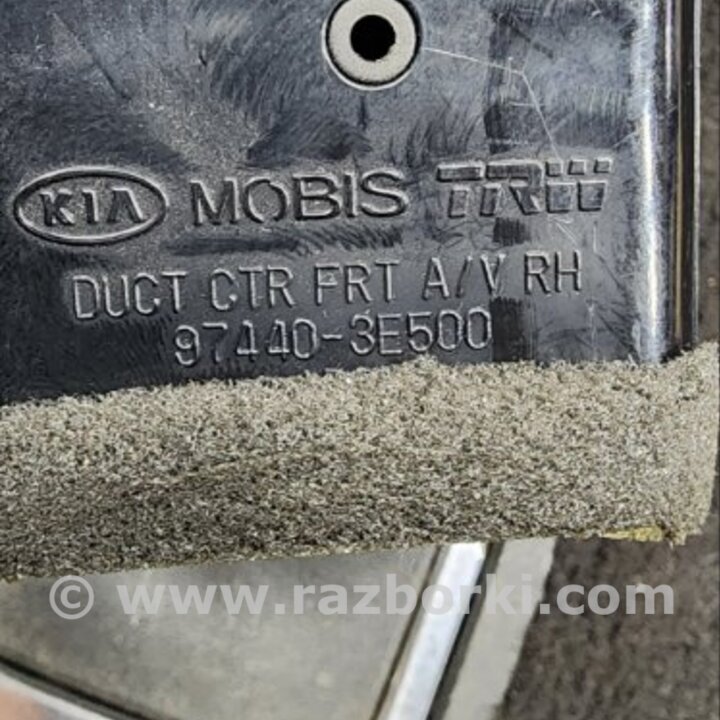 KIA MOBIS TRW
DUCT CTR FRT A/V RH
97440-3E500
© www.razborki.com